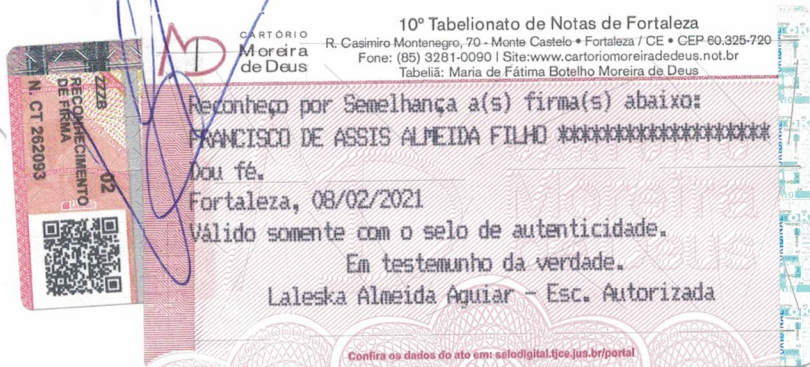 CARTÓRIO
Moreira
de Deus
10º Tabelionato de Notas de Fortaleza
R. Casimiro Montenegro, 70 - Monte Castelo • Fortaleza / CE • CEP 60.325-720
Fone: (85) 3281-0090 | Site:www.cartoriomoreiradedeus.not.br
Tabeliã: Maria de Fátima Botelho Moreira de Deus
ZZZB 02
RECONHECIMENTO
DE FIRMA
N. CT 262093
Reconheço por Semelhança a(s) firma(s) abaixo:
FRANCISCO DE ASSIS ALMEIDA FILHO *********************
Dou fé.
Fortaleza, 08/02/2021
Válido somente com o selo de autenticidade.
Em testemunho da verdade.
Laleska Almeida Aguiar - Esc. Autorizada
Confira os dados do ato em: selodigital.tjce.jus.br/portal